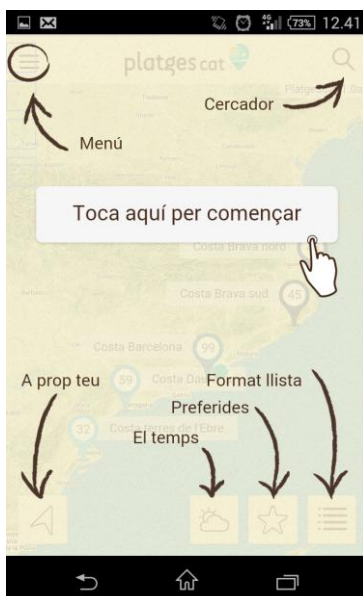 4G 73% 12.41
platges cat
Cercador
Menú
Toca aquí per començar
Costa Brava nord
Costa Brava sud 45
Costa Barcelona 99
A prop teu 59 Costa Format llista
Preferides
32 Costa Terres de l'Ebre
El temps